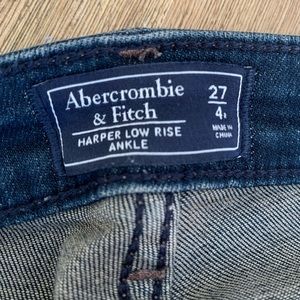 Abercrombie
& Fitch
HARPER LOW RISE
ANKLE
27
4
MADE IN
CHINA